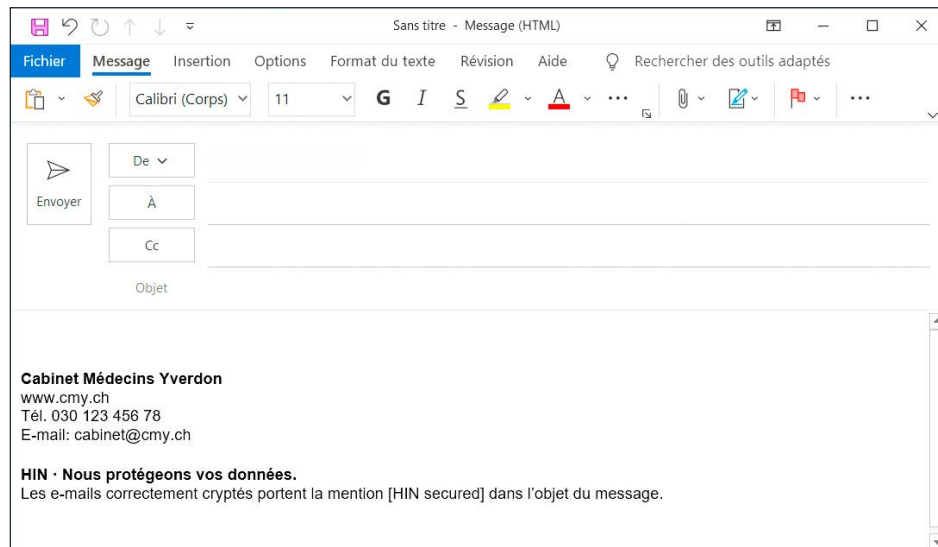 Sans titre - Message (HTML)
Fichier Message Insertion Options Format du texte Révision Aide Rechercher des outils adaptés
Calibri (Corps) 11 G I S A
De
Envoyer À
Cc
Objet
Cabinet Médecins Yverdon
www.cmy.ch
Tél. 030 123 456 78
E-mail: cabinet@cmy.ch
HIN · Nous protégeons vos données.
Les e-mails correctement cryptés portent la mention [HIN secured] dans l'objet du message.